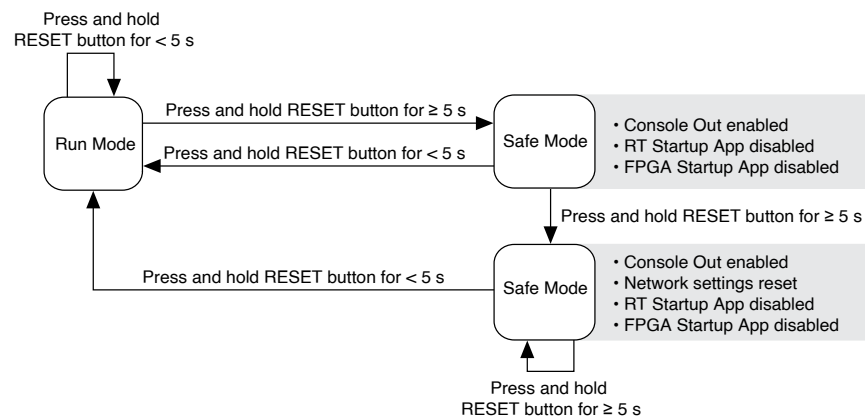 Press and hold
RESET button for < 5 s
Press and hold RESET button for ≥ 5 s
Run Mode
Safe Mode
Press and hold RESET button for < 5 s
• Console Out enabled
• RT Startup App disabled
• FPGA Startup App disabled
Press and hold RESET button for ≥ 5 s
Press and hold RESET button for < 5 s
Safe Mode
• Console Out enabled
• Network settings reset
• RT Startup App disabled
• FPGA Startup App disabled
Press and hold
RESET button for ≥ 5 s